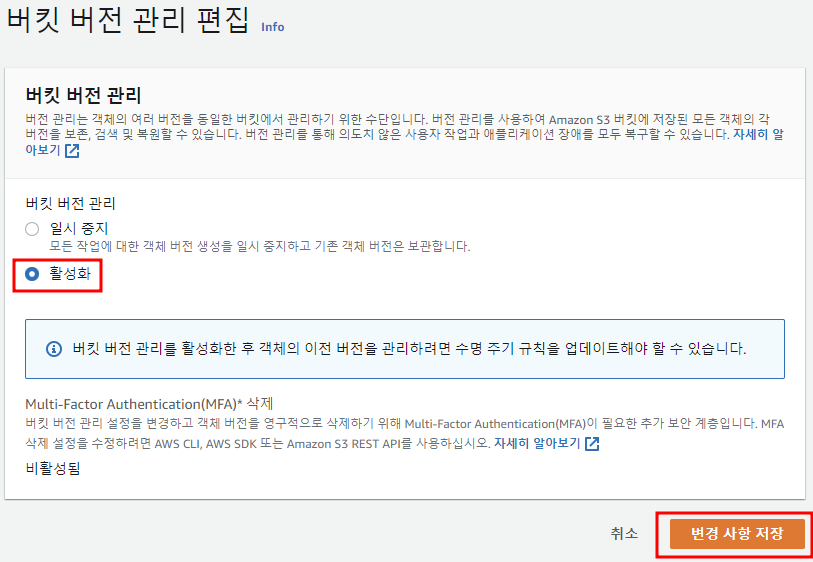 버킷 버전 관리 편집 Info
버킷 버전 관리
버전 관리는 객체의 여러 버전을 동일한 버킷에서 관리하기 위한 수단입니다. 버전 관리를 사용하여 Amazon S3 버킷에 저장된 모든 객체의 각
버전을 보존, 검색 및 복원할 수 있습니다. 버전 관리를 통해 의도치 않은 사용자 작업과 애플리케이션 장애를 모두 복구할 수 있습니다. 자세히 알
아보기
버킷 버전 관리
일시 중지
모든 작업에 대한 객체 버전 생성을 일시 중지하고 기존 객체 버전은 보관합니다.
활성화
버킷 버전 관리를 활성화한 후 객체의 이전 버전을 관리하려면 수명 주기 규칙을 업데이트해야 할 수 있습니다.
Multi-Factor Authentication(MFA)* 삭제
버킷 버전 관리 설정을 변경하고 객체 버전을 영구적으로 삭제하기 위해 Multi-Factor Authentication(MFA)이 필요한 추가 보안 계층입니다. MFA
삭제 설정을 수정하려면 AWS CLI, AWS SDK 또는 Amazon S3 REST API를 사용하십시오. 자세히 알아보기
비활성됨
취소 변경 사항 저장